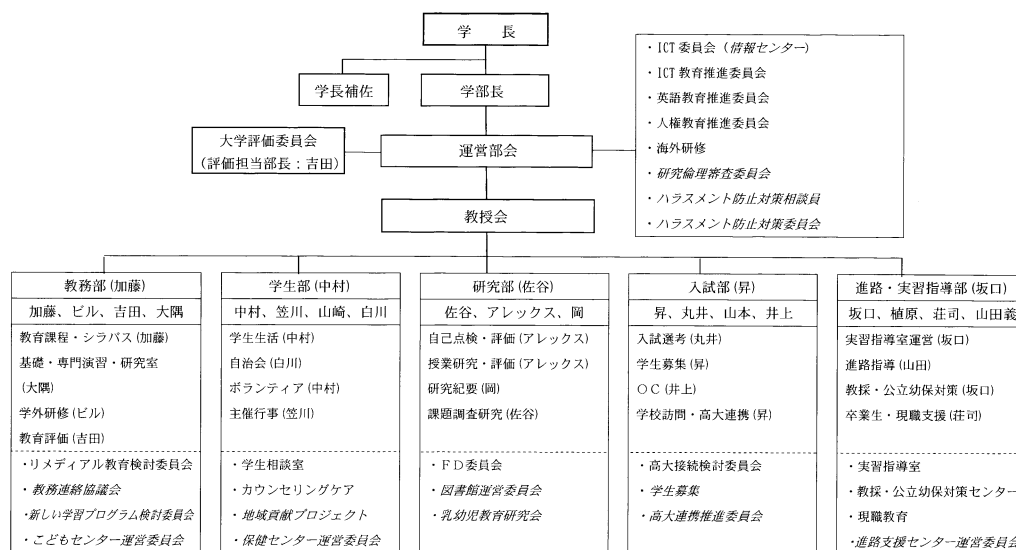 学　長
学長補佐
学部長
大学評価委員会
(評価担当部長：吉田)
運営部会
教授会
・ICT 委員会（情報センター）
・ICT 教育推進委員会
・英語教育推進委員会
・人権教育推進委員会
・海外研修
・研究倫理審査委員会
・ハラスメント防止対策相談員
・ハラスメント防止対策委員会
教務部(加藤)
加藤、ビル、吉田、大隅
教育課程・シラバス(加藤)
基礎・専門演習・研究室
(大隅)
学外研修(ビル)
教育評価(吉田)
・リメディアル教育検討委員会
・教務連絡協議会
・新しい学習プログラム検討委員会
・こどもセンター運営委員会
学生部(中村)
中村、笠川、山崎、白川
学生生活(中村)
自治会(白川)
ボランティア(中村)
主催行事(笠川)
・学生相談室
・カウンセリングケア
・地域貢献プロジェクト
・保健センター運営委員会
研究部(佐谷)
佐谷、アレックス、岡
自己点検・評価(アレックス)
授業研究・評価(アレックス)
研究紀要(岡)
課題調査研究(佐谷)
・ＦＤ委員会
・図書館運営委員会
・乳幼児教育研究会
入試部(昇)
昇、丸井、山本、井上
入試選考(丸井)
学生募集(昇)
ＯＣ(井上)
学校訪問・高大連携(昇)
・高大接続検討委員会
・学生募集
・高大連携推進委員会
進路・実習指導部(坂口)
坂口、植原、荘司、山田義
実習指導室運営(坂口)
進路指導(山田)
教採・公立幼保対策(坂口)
卒業生・現職支援(荘司)
・実習指導室
・教採・公立幼保対策センター
・現職教育
・進路支援センター運営委員会